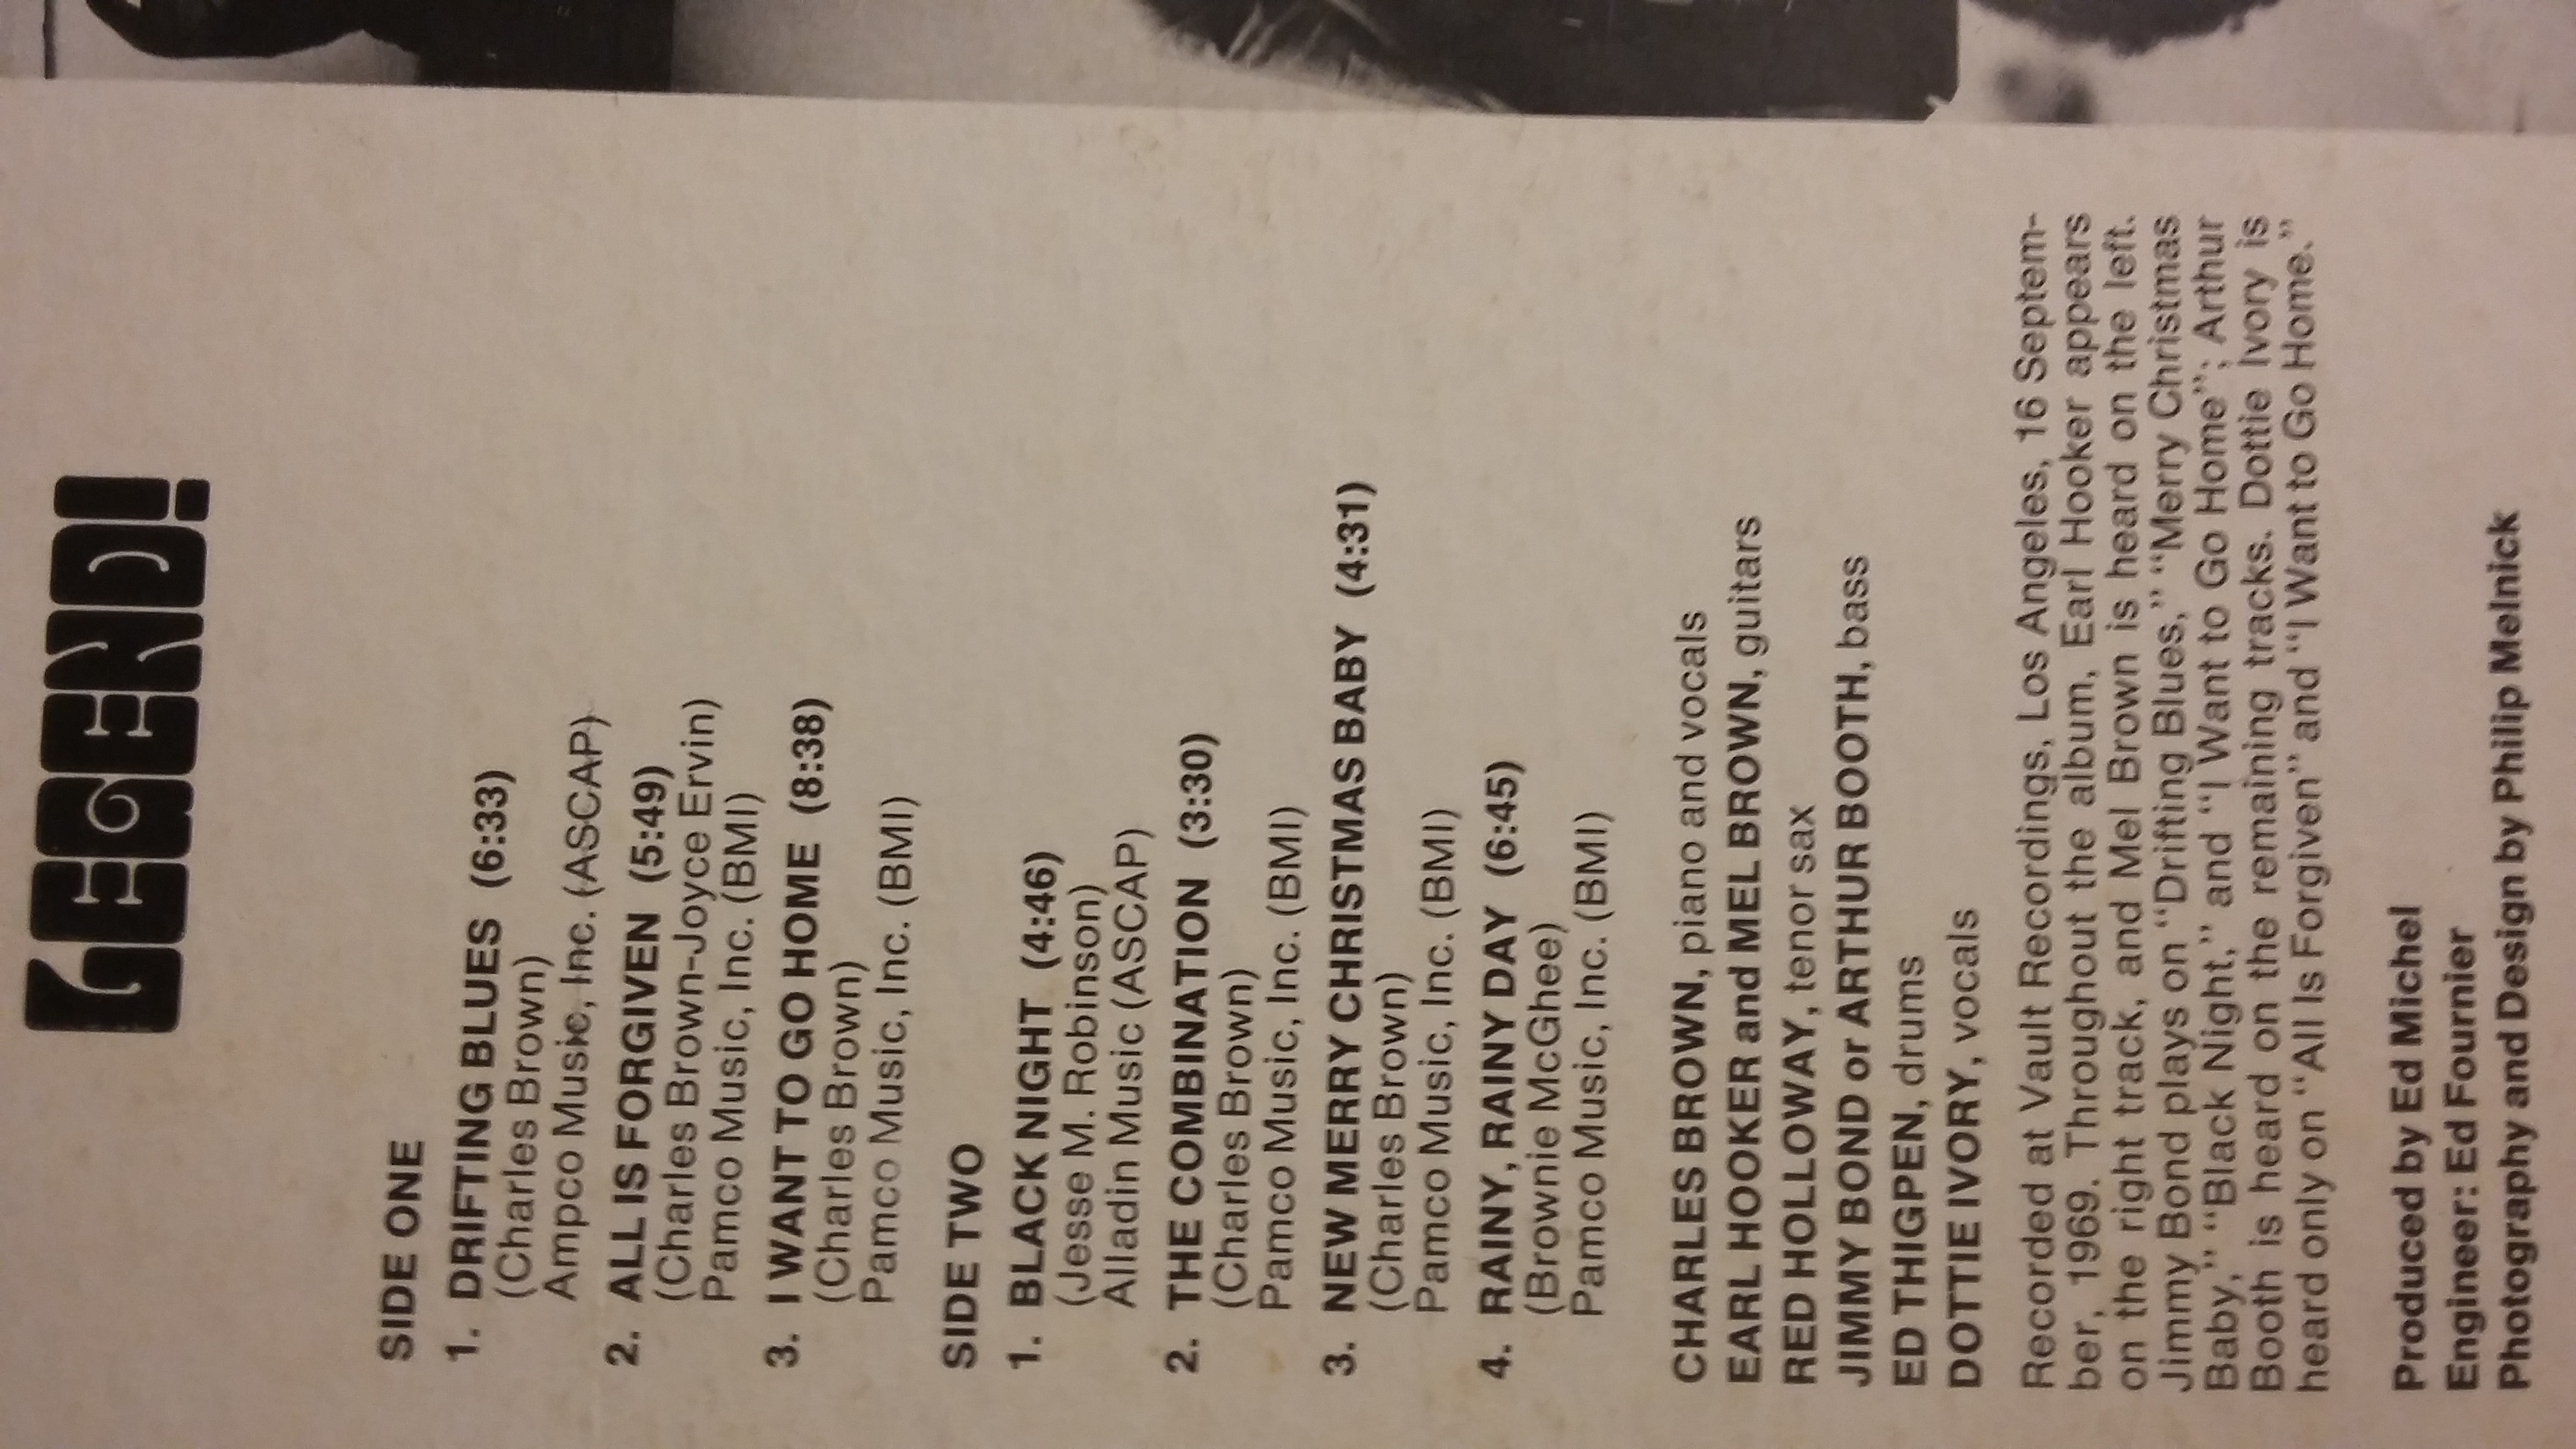 LEGEND!
SIDE ONE
1. DRIFTING BLUES (6:33)
(Charles Brown)
Ampco Music, Inc. (ASCAP)
2. ALL IS FORGIVEN (5:49)
(Charles Brown-Joyce Ervin)
Pamco Music, Inc. (BMI)
3. I WANT TO GO HOME (8:38)
(Charles Brown)
Pamco Music, Inc. (BMI)
SIDE TWO
1. BLACK NIGHT (4:46)
(Jesse M. Robinson)
Alladin Music (ASCAP)
2. THE COMBINATION (3:30)
(Charles Brown)
Pamco Music, Inc. (BMI)
3. NEW MERRY CHRISTMAS BABY (4:31)
(Charles Brown)
Pamco Music, Inc. (BMI)
4. RAINY, RAINY DAY (6:45)
(Brownie McGhee)
Pamco Music, Inc. (BMI)
CHARLES BROWN, piano and vocals
EARL HOOKER and MEL BROWN, guitars
RED HOLLOWAY, tenor sax
JIMMY BOND or ARTHUR BOOTH, bass
ED THIGPEN, drums
DOTTIE IVORY, vocals
Recorded at Vault Recordings, Los Angeles, 16 Septem-
ber, 1969. Throughout the album, Earl Hooker appears
on the right track, and Mel Brown is heard on the left.
Jimmy Bond plays on “Drifting Blues,” “Merry Christmas
Baby,” “Black Night,” and “I Want to Go Home”; Arthur
Booth is heard on the remaining tracks. Dottie Ivory is
heard only on “All Is Forgiven” and “I Want to Go Home.”
Produced by Ed Michel
Engineer: Ed Fournier
Photography and Design by Philip Melnick